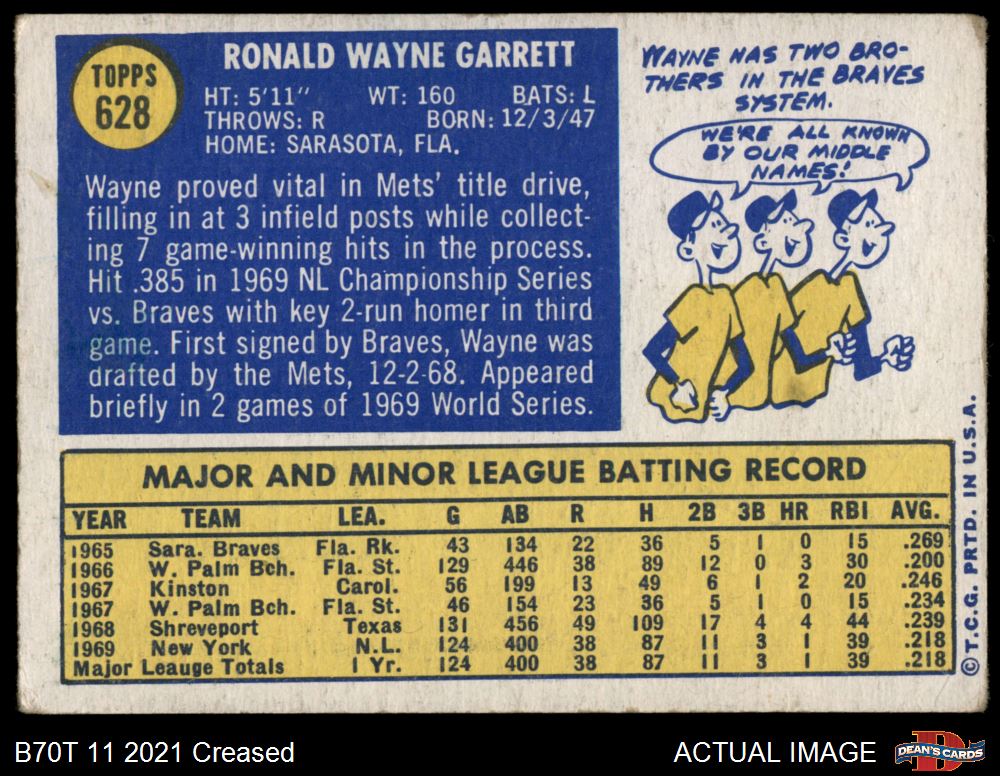 TOPPS
628
RONALD WAYNE GARRETT
HT: 5'11" WT: 160 BATS: L
THROWS: R BORN: 12/3/47
HOME: SARASOTA, FLA.
Wayne proved vital in Mets' title drive,
filling in at 3 infield posts while collect-
ing 7 game-winning hits in the process.
Hit .385 in 1969 NL Championship Series
vs. Braves with key 2-run homer in third
game. First signed by Braves, Wayne was
drafted by the Mets, 12-2-68. Appeared
briefly in 2 games of 1969 World Series.
WAYNE HAS TWO BRO-
THERS IN THE BRAVES
SYSTEM.
WE'RE ALL KNOWN
BY OUR MIDDLE
NAMES!
MAJOR AND MINOR LEAGUE BATTING RECORD
YEAR TEAM LEA. G AB R H 2B 3B HR RBI AVG.
1965 Sara. Braves Fla. Rk. 43 134 22 36 5 1 0 15 .269
1966 W. Palm Bch. Fla. St. 129 446 38 89 12 0 3 30 .200
1967 Kinston Carol. 56 199 13 49 6 1 2 20 .246
1967 W. Palm Bch. Fla. St. 46 154 23 36 5 1 0 15 .234
1968 Shreveport Texas 131 456 49 109 17 4 4 44 .239
1969 New York N.L. 124 400 38 87 11 3 1 39 .218
Major Leauge Totals 1 Yr. 124 400 38 87 11 3 1 39 .218
© T.C.G. PRTD. IN U.S.A.
B70T 11 2021 Creased
ACTUAL IMAGE
D
DEAN'S CARDS